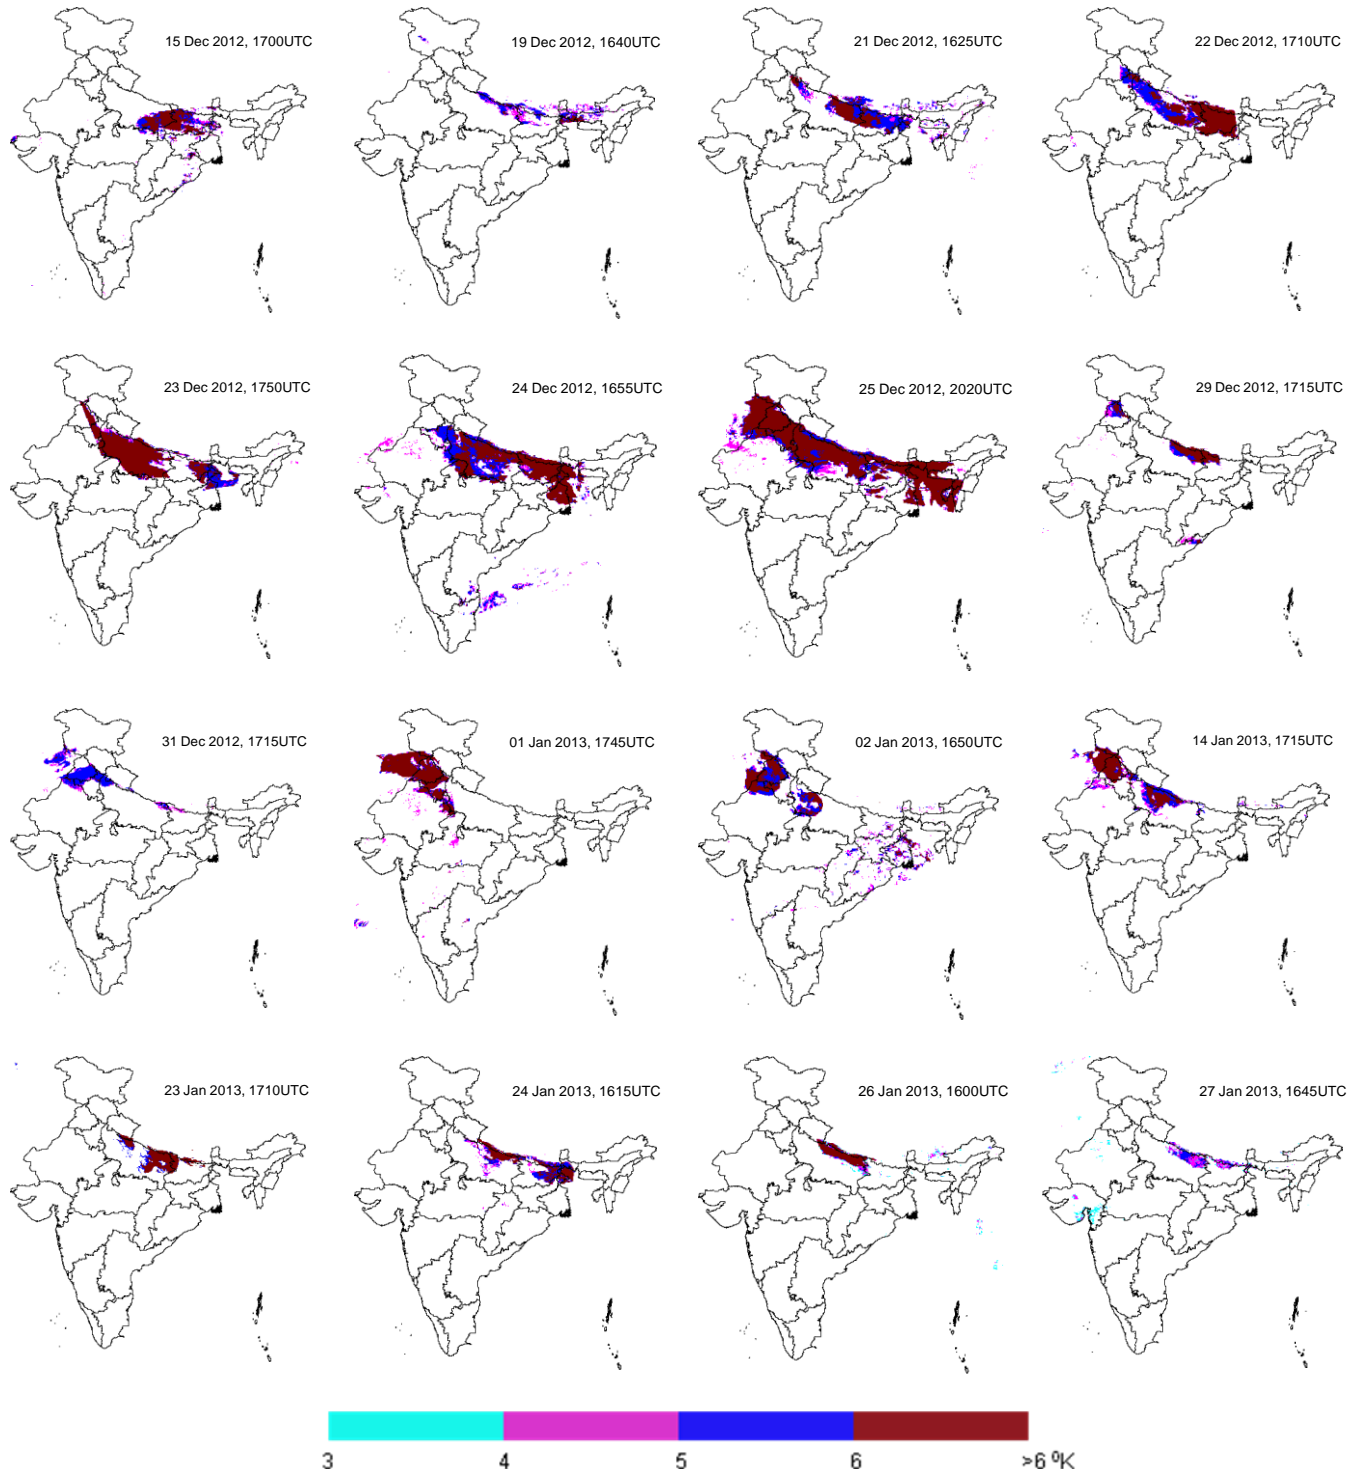 15 Dec 2012, 1700UTC
19 Dec 2012, 1640UTC
21 Dec 2012, 1625UTC
22 Dec 2012, 1710UTC
23 Dec 2012, 1750UTC
24 Dec 2012, 1655UTC
25 Dec 2012, 2020UTC
29 Dec 2012, 1715UTC
31 Dec 2012, 1715UTC
01 Jan 2013, 1745UTC
02 Jan 2013, 1650UTC
14 Jan 2013, 1715UTC
23 Jan 2013, 1710UTC
24 Jan 2013, 1615UTC
26 Jan 2013, 1600UTC
27 Jan 2013, 1645UTC
3 4 5 6 >6 ⁰K